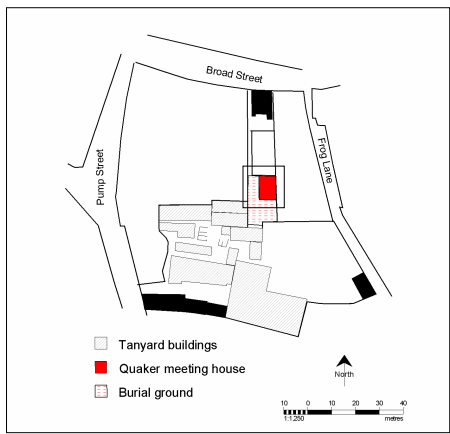 Broad Street
Pump Street
Frog Lane
Tanyard buildings
Quaker meeting house
Burial ground
North
10 0 10 20 30 40
1:1,250 metres